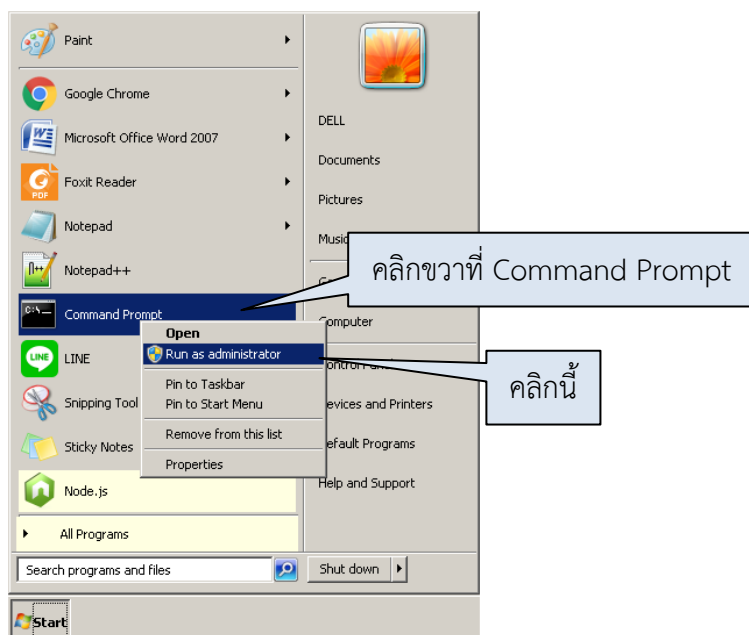 Paint
Google Chrome
Microsoft Office Word 2007
Foxit Reader
Notepad
Notepad++
Command Prompt
LINE
Snipping Tool
Sticky Notes
Node.js
All Programs
Search programs and files
DELL
Documents
Pictures
Music
Computer
Control Panel
Devices and Printers
Default Programs
Help and Support
Shut down
Open
Run as administrator
Pin to Taskbar
Pin to Start Menu
Remove from this list
Properties
คลิกขวาที่ Command Prompt
คลิกนี้
Start